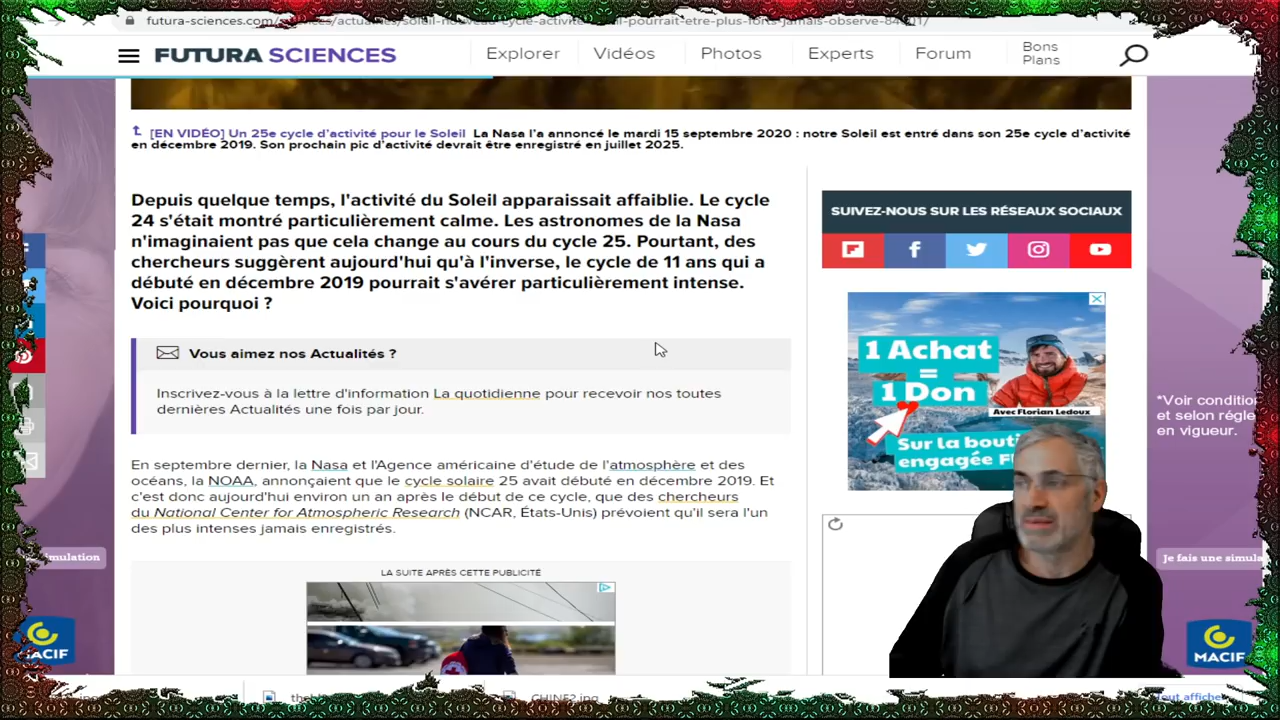 futura-sciences.com/
FUTURA SCIENCES
Explorer
Vidéos
Photos
Experts
Forum
Bons
Plans
[EN VIDÉO] Un 25e cycle d'activité pour le Soleil La Nasa l'a annoncé le mardi 15 septembre 2020 : notre Soleil est entré dans son 25e cycle d'activité
en décembre 2019. Son prochain pic d'activité devrait être enregistré en juillet 2025.
Depuis quelque temps, l'activité du Soleil apparaissait affaiblie. Le cycle
24 s'était montré particulièrement calme. Les astronomes de la Nasa
n'imaginaient pas que cela change au cours du cycle 25. Pourtant, des
chercheurs suggèrent aujourd'hui qu'à l'inverse, le cycle de 11 ans qui a
débuté en décembre 2019 pourrait s'avérer particulièrement intense.
Voici pourquoi ?
Vous aimez nos Actualités ?
Inscrivez-vous à la lettre d'information La quotidienne pour recevoir nos toutes
dernières Actualités une fois par jour.
En septembre dernier, la Nasa et l'Agence américaine d'étude de l'atmosphère et des
océans, la NOAA, annonçaient que le cycle solaire 25 avait débuté en décembre 2019. Et
c'est donc aujourd'hui environ un an après le début de ce cycle, que des chercheurs
du National Center for Atmospheric Research (NCAR, États-Unis) prévoient qu'il sera l'un
des plus intenses jamais enregistrés.
LA SUITE APRÈS CETTE PUBLICITÉ
SUIVEZ-NOUS SUR LES RÉSEAUX SOCIAUX
1 Achat
=
1 Don
Avec Florian Ledoux
Sur la bouti
engagée F
*Voir conditio
et selon régle
en vigueur.
imulation
Je fais une simula
MACIF
MACIF
CHINE2.jpg
out affiche